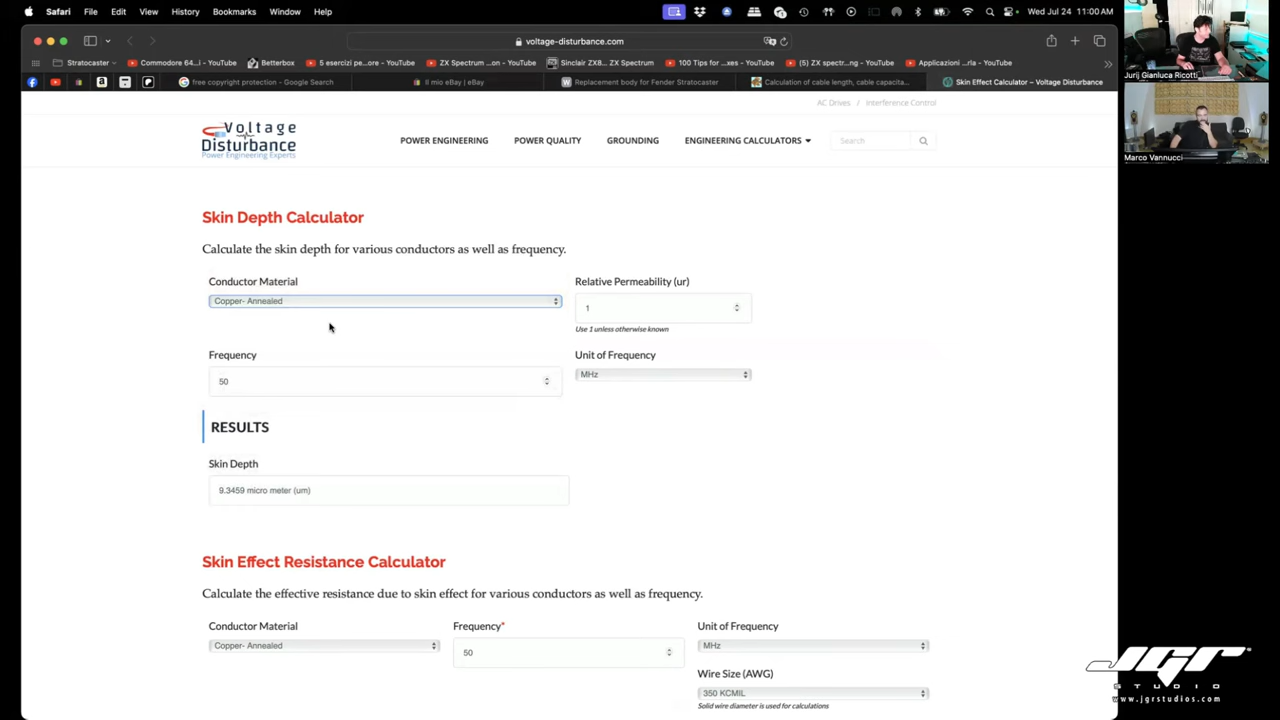 Safari File Edit View History Bookmarks Window Help Wed Jul 24 11:00 AM
voltage-disturbance.com
Stratocaster Commodore 64...l - YouTube Betterbox 5 esercizi pe...rove - YouTube ZX Spectrum ...on - YouTube Sinclair ZX8... ZX Spectrum 100 Tips for ...xes - YouTube (5) ZX spectr...ng - YouTube Applicazioni ...rla - YouTube
free copyright protection - Google Search Il mio eBay | eBay Replacement body for Fender Stratocaster Calculation of cable length, cable capacita... Skin Effect Calculator – Voltage Disturbance
AC Drives / Interference Control
Voltage
Disturbance
Power Engineering Experts
POWER ENGINEERING POWER QUALITY GROUNDING ENGINEERING CALCULATORS Search
Skin Depth Calculator
Calculate the skin depth for various conductors as well as frequency.
Conductor Material Relative Permeability (ur)
Copper- Annealed 1
Use 1 unless otherwise known
Frequency Unit of Frequency
50 MHz
RESULTS
Skin Depth
9.3459 micro meter (um)
Skin Effect Resistance Calculator
Calculate the effective resistance due to skin effect for various conductors as well as frequency.
Conductor Material Frequency* Unit of Frequency
Copper- Annealed 50 MHz
Wire Size (AWG)
350 KCMIL
Solid wire diameter is used for calculations
Jurij Gianluca Ricotti
Marco Vannucci
JGR
STUDIO
www.jgrstudios.com